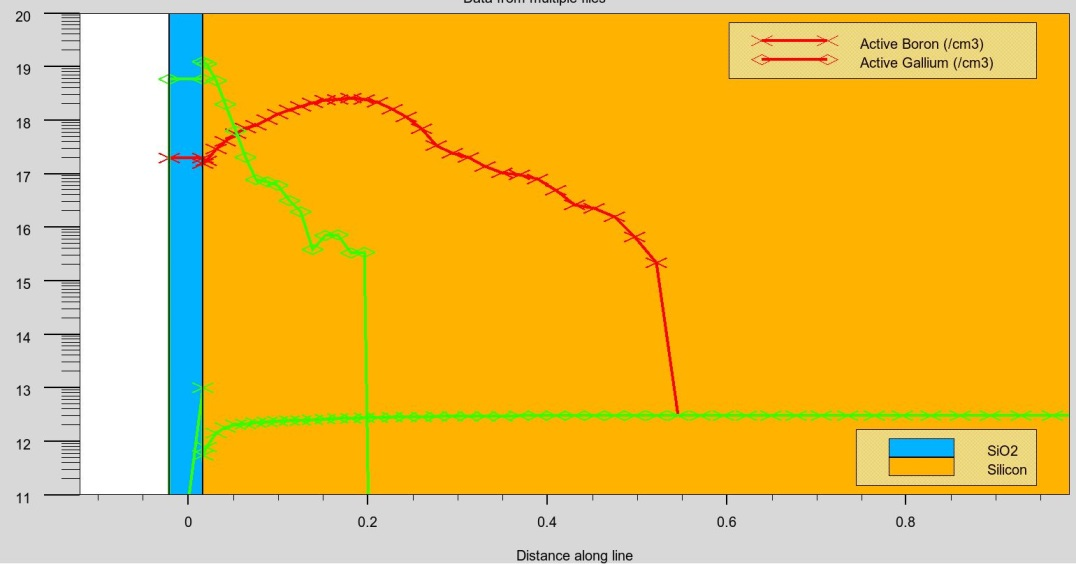 Data from multiple files
20
19
18
17
16
15
14
13
12
11
Active Boron (/cm3)
Active Gallium (/cm3)
SiO2
Silicon
0
0.2
0.4
0.6
0.8
Distance along line